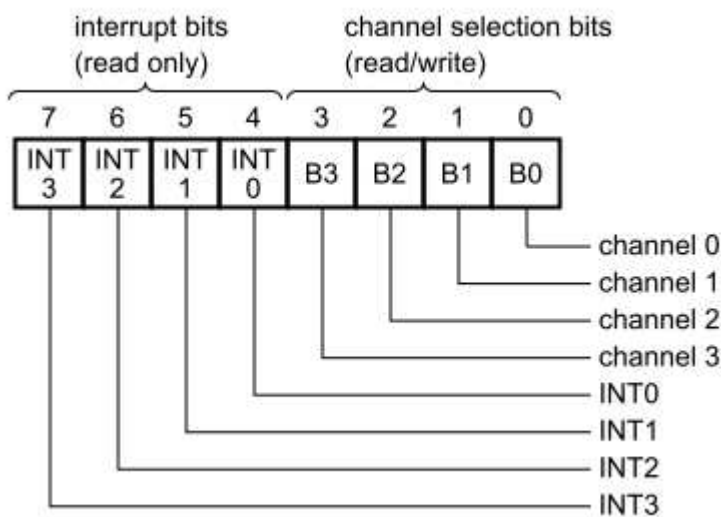 interrupt bits channel selection bits
(read only) (read/write)
7 6 5 4 3 2 1 0
INT INT INT INT B3 B2 B1 B0
3 2 1 0
channel 0
channel 1
channel 2
channel 3
INT0
INT1
INT2
INT3